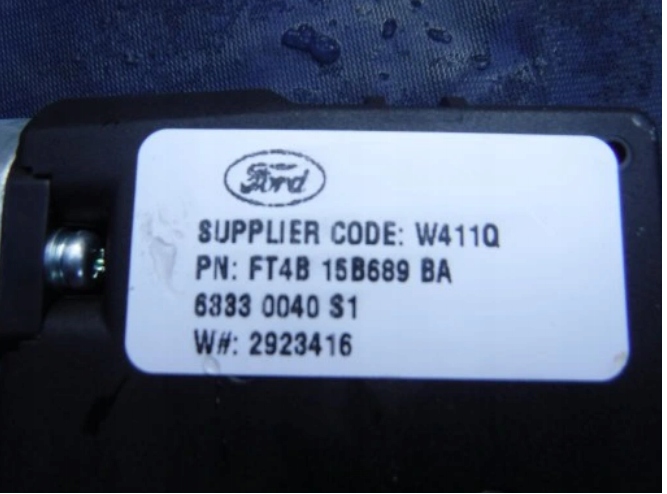 Ford
SUPPLIER CODE: W411Q
PN: FT4B 15B689 BA
6333 0040 S1
W#: 2923416